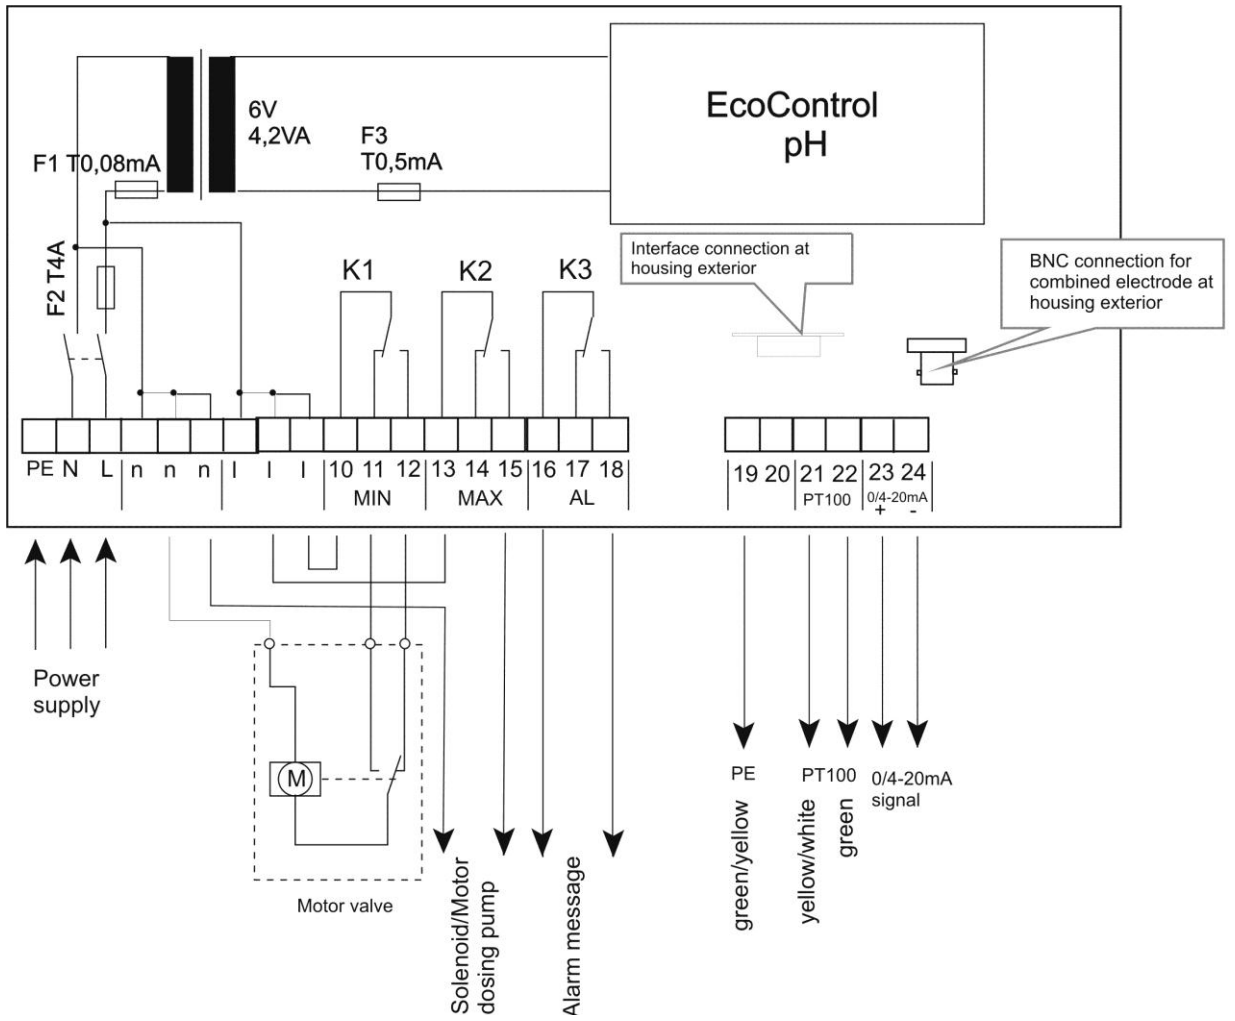 EcoControl
pH
6V
4,2VA
F3
T0,5mA
F1 T0,08mA
F2 T4A
K1
K2
K3
Interface connection at
housing exterior
BNC connection for
combined electrode at
housing exterior
PE N L n n n l l l 10 11 12 13 14 15 16 17 18
MIN MAX AL
19 20 21 22 23 24
PT100 0/4-20mA
+ -
Power
supply
M
Motor valve
Solenoid/Motor
dosing pump
Alarm message
PE
green/yellow
PT100
yellow/white
green
0/4-20mA
signal